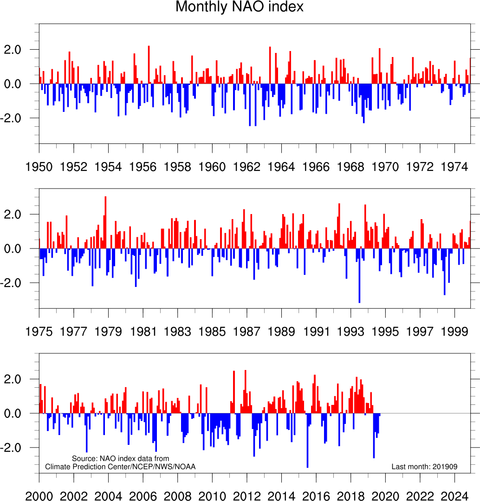 Monthly NAO index
2.0
0.0
-2.0
1950 1952 1954 1956 1958 1960 1962 1964 1966 1968 1970 1972 1974
2.0
0.0
-2.0
1975 1977 1979 1981 1983 1985 1987 1989 1991 1993 1995 1997 1999
2.0
0.0
-2.0
Source: NAO index data from
Climate Prediction Center/NCEP/NWS/NOAA
Last month: 201909
2000 2002 2004 2006 2008 2010 2012 2014 2016 2018 2020 2022 2024